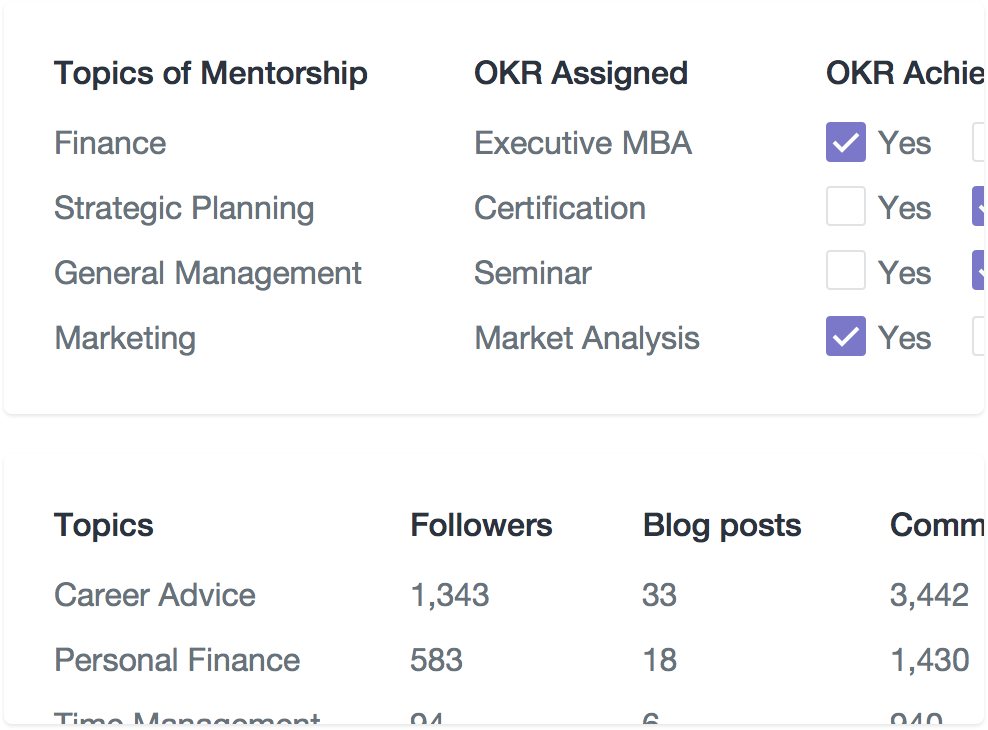 Topics of Mentorship OKR Assigned OKR Achie
Finance Executive MBA Yes
Strategic Planning Certification Yes
General Management Seminar Yes
Marketing Market Analysis Yes
Topics Followers Blog posts Comm
Career Advice 1,343 33 3,442
Personal Finance 583 18 1,430
Time Management 94 6 940